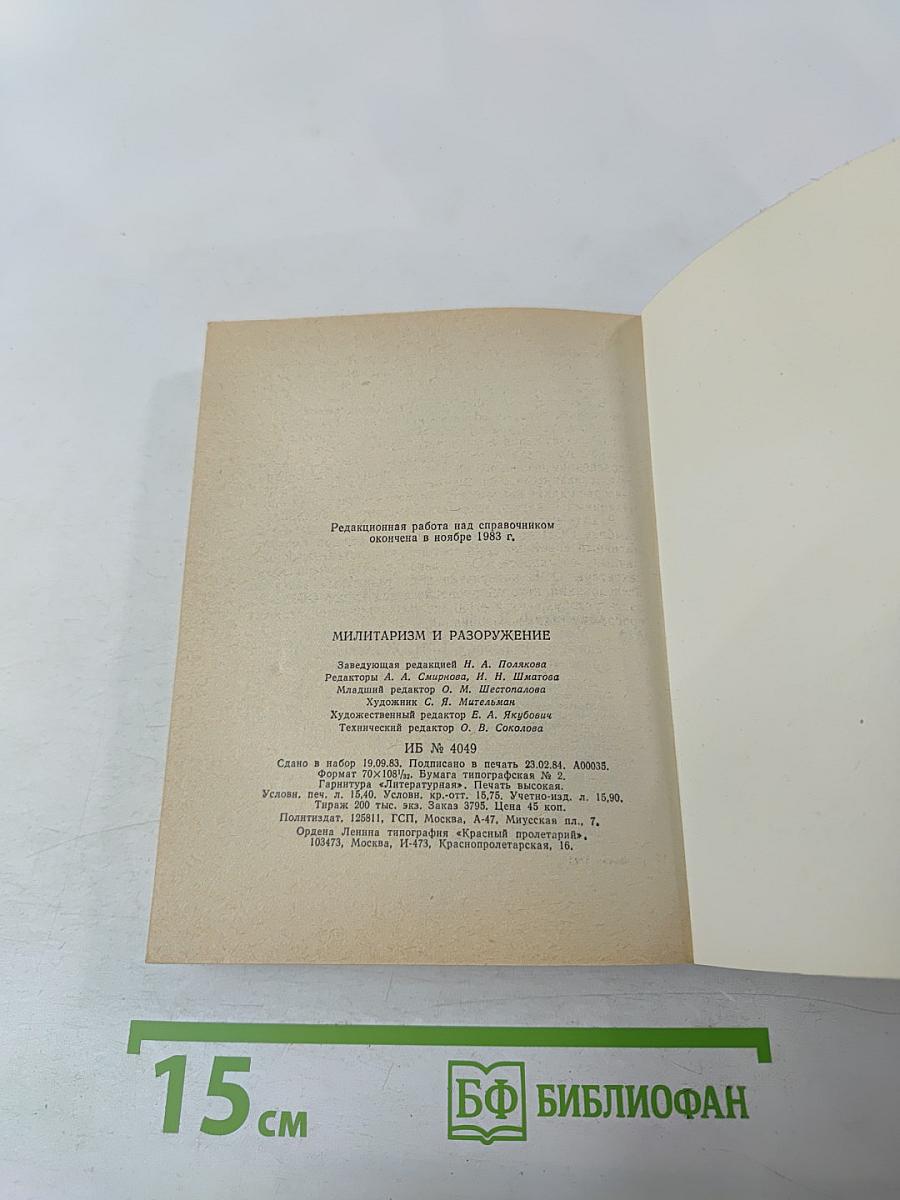 Редакционная работа над справочником
окончена в ноябре 1983 г.
МИЛИТАРИЗМ И РАЗОРУЖЕНИЕ
Заведующая редакцией Н. А. Полякова
Редакторы А. А. Смирнова, И. Н. Шматова
Младший редактор О. М. Шестопалова
Художник С. Я. Мительман
Художественный редактор Е. А. Якубович
Технический редактор О. В. Соколова
ИБ № 4049
Сдано в набор 19.09.83. Подписано в печать 23.02.84. А00035.
Формат 70×108¹/₃₂. Бумага типографская № 2.
Гарнитура «Литературная». Печать высокая.
Условн. печ. л. 15,40. Условн. кр.-отт. 15,75. Учетно-изд. л. 15,90.
Тираж 200 тыс. экз. Заказ 3795. Цена 45 коп.
Политиздат. 125811, ГСП, Москва, А-47, Миусская пл., 7.
Ордена Ленина типография «Красный пролетарий».
103473, Москва, И-473, Краснопролетарская, 16.
15 см
БФ БИБЛИОФАН